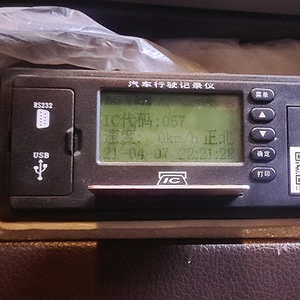 汽车行驶记录仪
RS232
USB
IC代码:067
速度: 0km/h 正北
21-04-07 22:21:28
菜单
▲
▼
确定
打印
IC